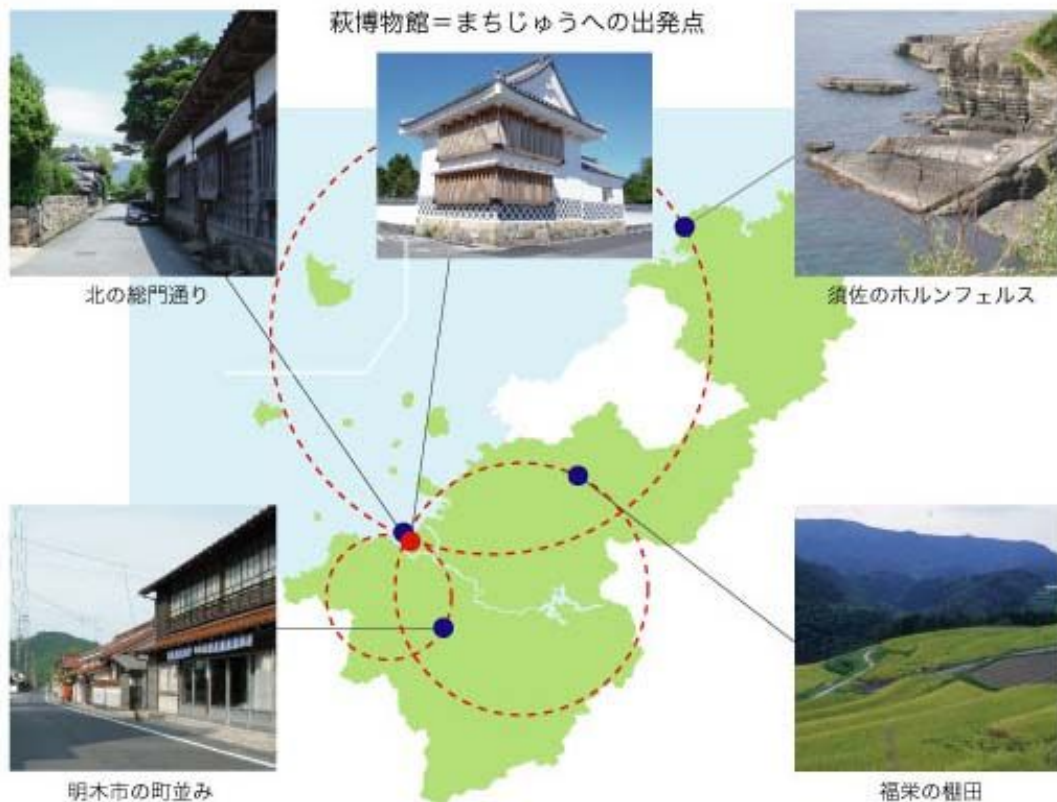 萩博物館＝まちじゅうへの出発点
北の総門通り
須佐のホルンフェルス
明木市の町並み
福栄の棚田